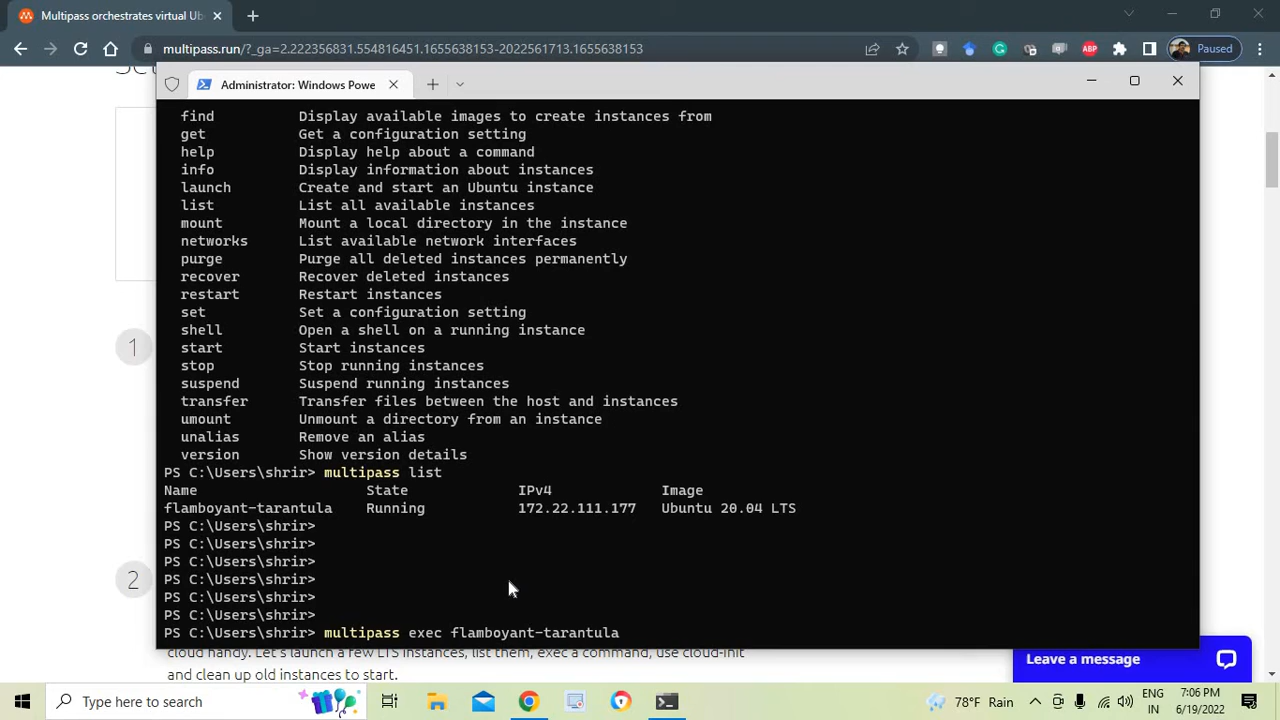 Multipass orchestrates virtual Ub
multipass.run/?_ga=2.222356831.554816451.1655638153-2022561713.1655638153
ABP
Paused
Administrator: Windows Powe
find Display available images to create instances from
get Get a configuration setting
help Display help about a command
info Display information about instances
launch Create and start an Ubuntu instance
list List all available instances
mount Mount a local directory in the instance
networks List available network interfaces
purge Purge all deleted instances permanently
recover Recover deleted instances
restart Restart instances
set Set a configuration setting
shell Open a shell on a running instance
start Start instances
stop Stop running instances
suspend Suspend running instances
transfer Transfer files between the host and instances
umount Unmount a directory from an instance
unalias Remove an alias
version Show version details
PS C:\Users\shrir> multipass list
Name State IPv4 Image
flamboyant-tarantula Running 172.22.111.177 Ubuntu 20.04 LTS
PS C:\Users\shrir>
PS C:\Users\shrir>
PS C:\Users\shrir>
PS C:\Users\shrir>
PS C:\Users\shrir>
PS C:\Users\shrir>
PS C:\Users\shrir> multipass exec flamboyant-tarantula
1
2
cloud handy. Let's launch a few LTS instances, list them, exec a command, use cloud-init
and clean up old instances to start.
Leave a message
Type here to search
78°F Rain
ENG
IN
7:06 PM
6/19/2022